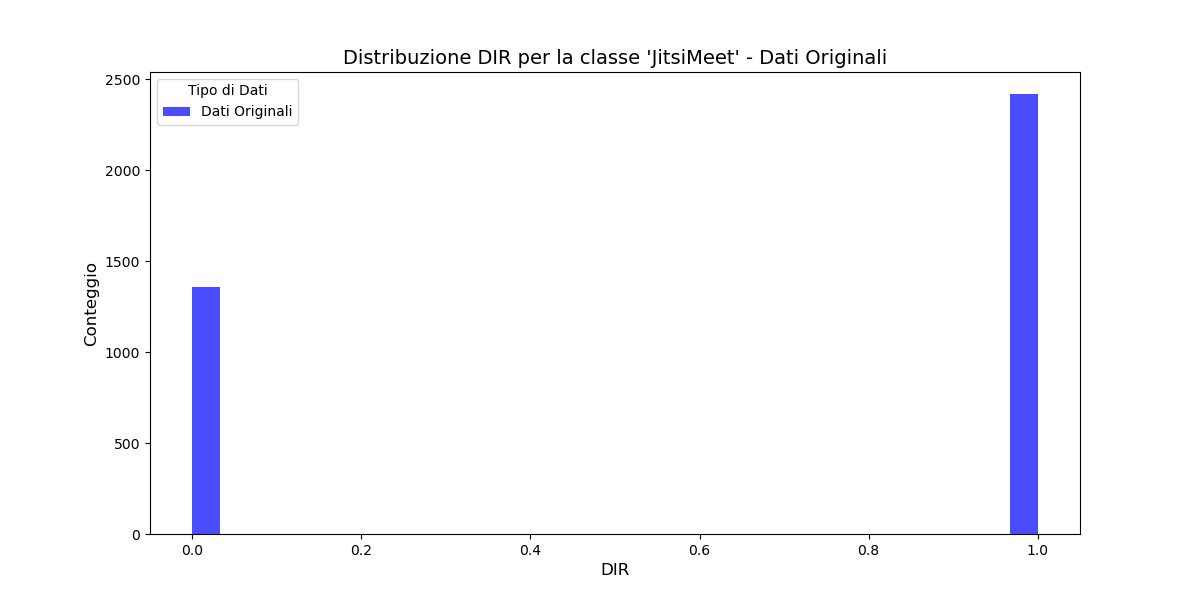 Distribuzione DIR per la classe 'JitsiMeet' - Dati Originali
Tipo di Dati
Dati Originali
2500
2000
1500
1000
500
0
Conteggio
0.0 0.2 0.4 0.6 0.8 1.0
DIR